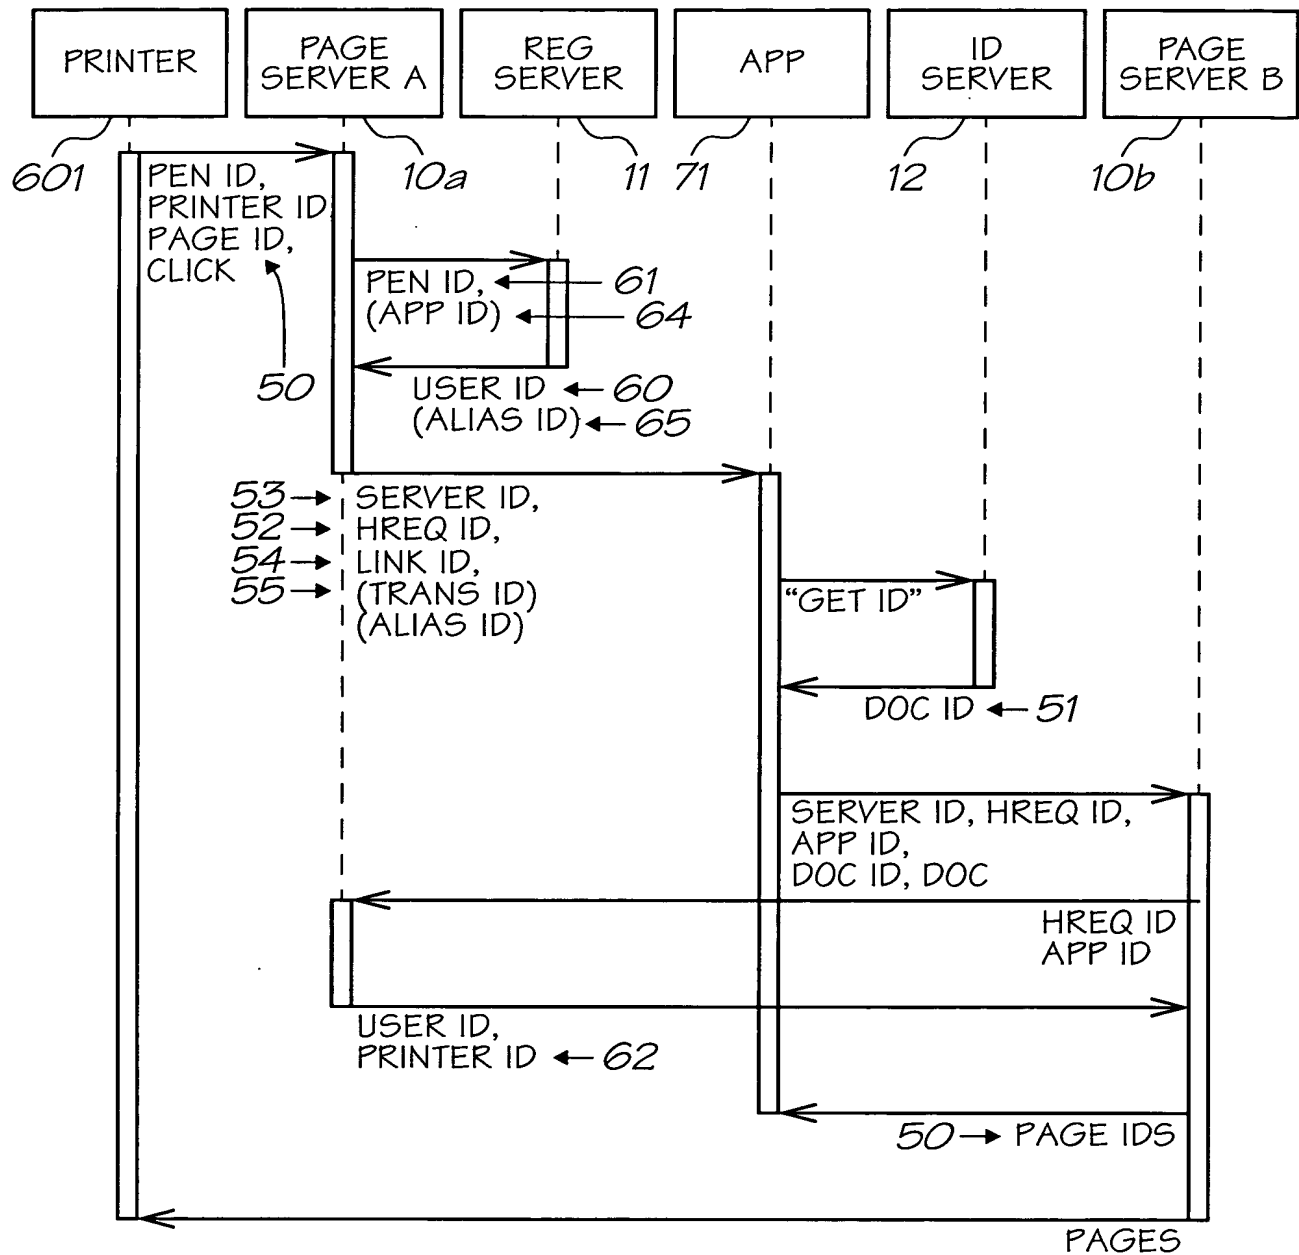 PRINTER
PAGE
SERVER A
REG
SERVER
APP
ID
SERVER
PAGE
SERVER B
601
10a
11
71
12
10b
PEN ID,
PRINTER ID
PAGE ID,
CLICK
50
PEN ID,
61
(APP ID)
64
USER ID
60
(ALIAS ID)
65
53
SERVER ID,
52
HREQ ID,
54
LINK ID,
55
(TRANS ID)
(ALIAS ID)
“GET ID”
DOC ID
51
SERVER ID, HREQ ID,
APP ID,
DOC ID, DOC
HREQ ID
APP ID
USER ID,
PRINTER ID
62
50
PAGE IDS
PAGES